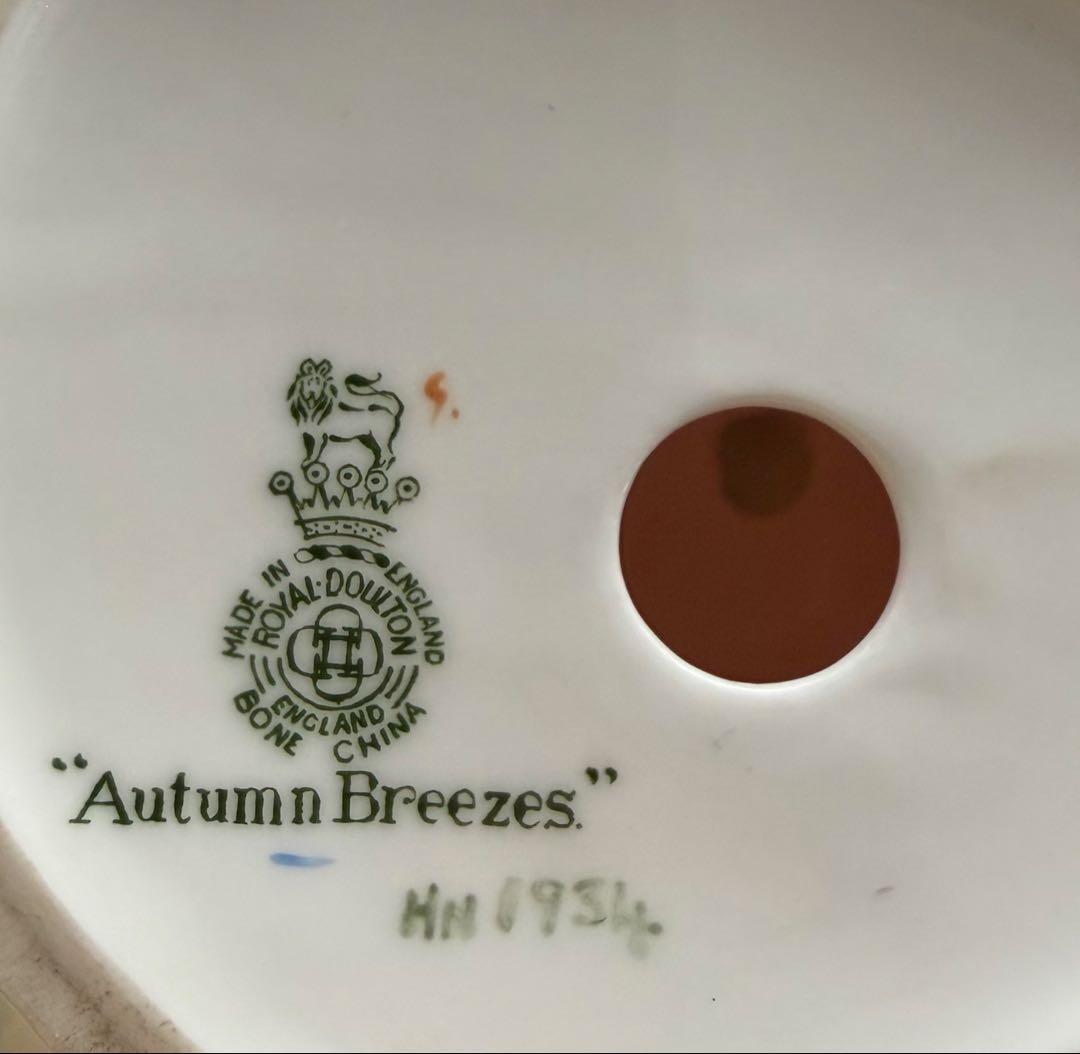 MADE IN ENGLAND
ROYAL·DOULTON
ENGLAND
BONE CHINA
“Autumn Breezes.”
HN 1934.